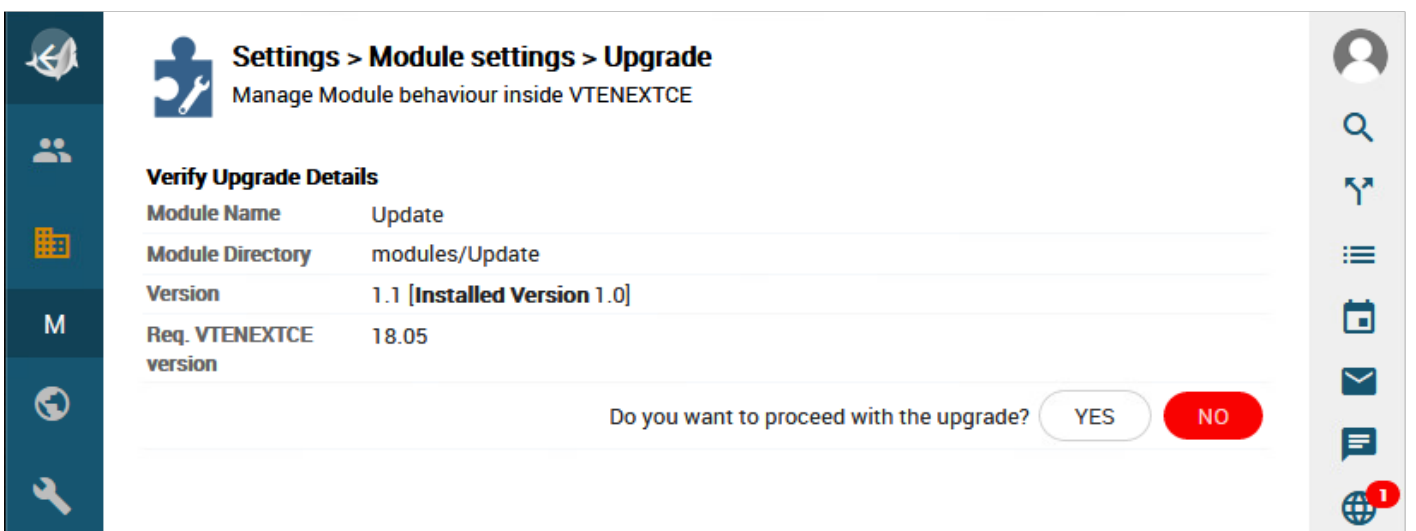 Settings > Module settings > Upgrade
Manage Module behaviour inside VTENEXTCE
Verify Upgrade Details
Module Name Update
Module Directory modules/Update
Version 1.1 [Installed Version 1.0]
Req. VTENEXTCE 18.05
version
M
Do you want to proceed with the upgrade? YES NO
1